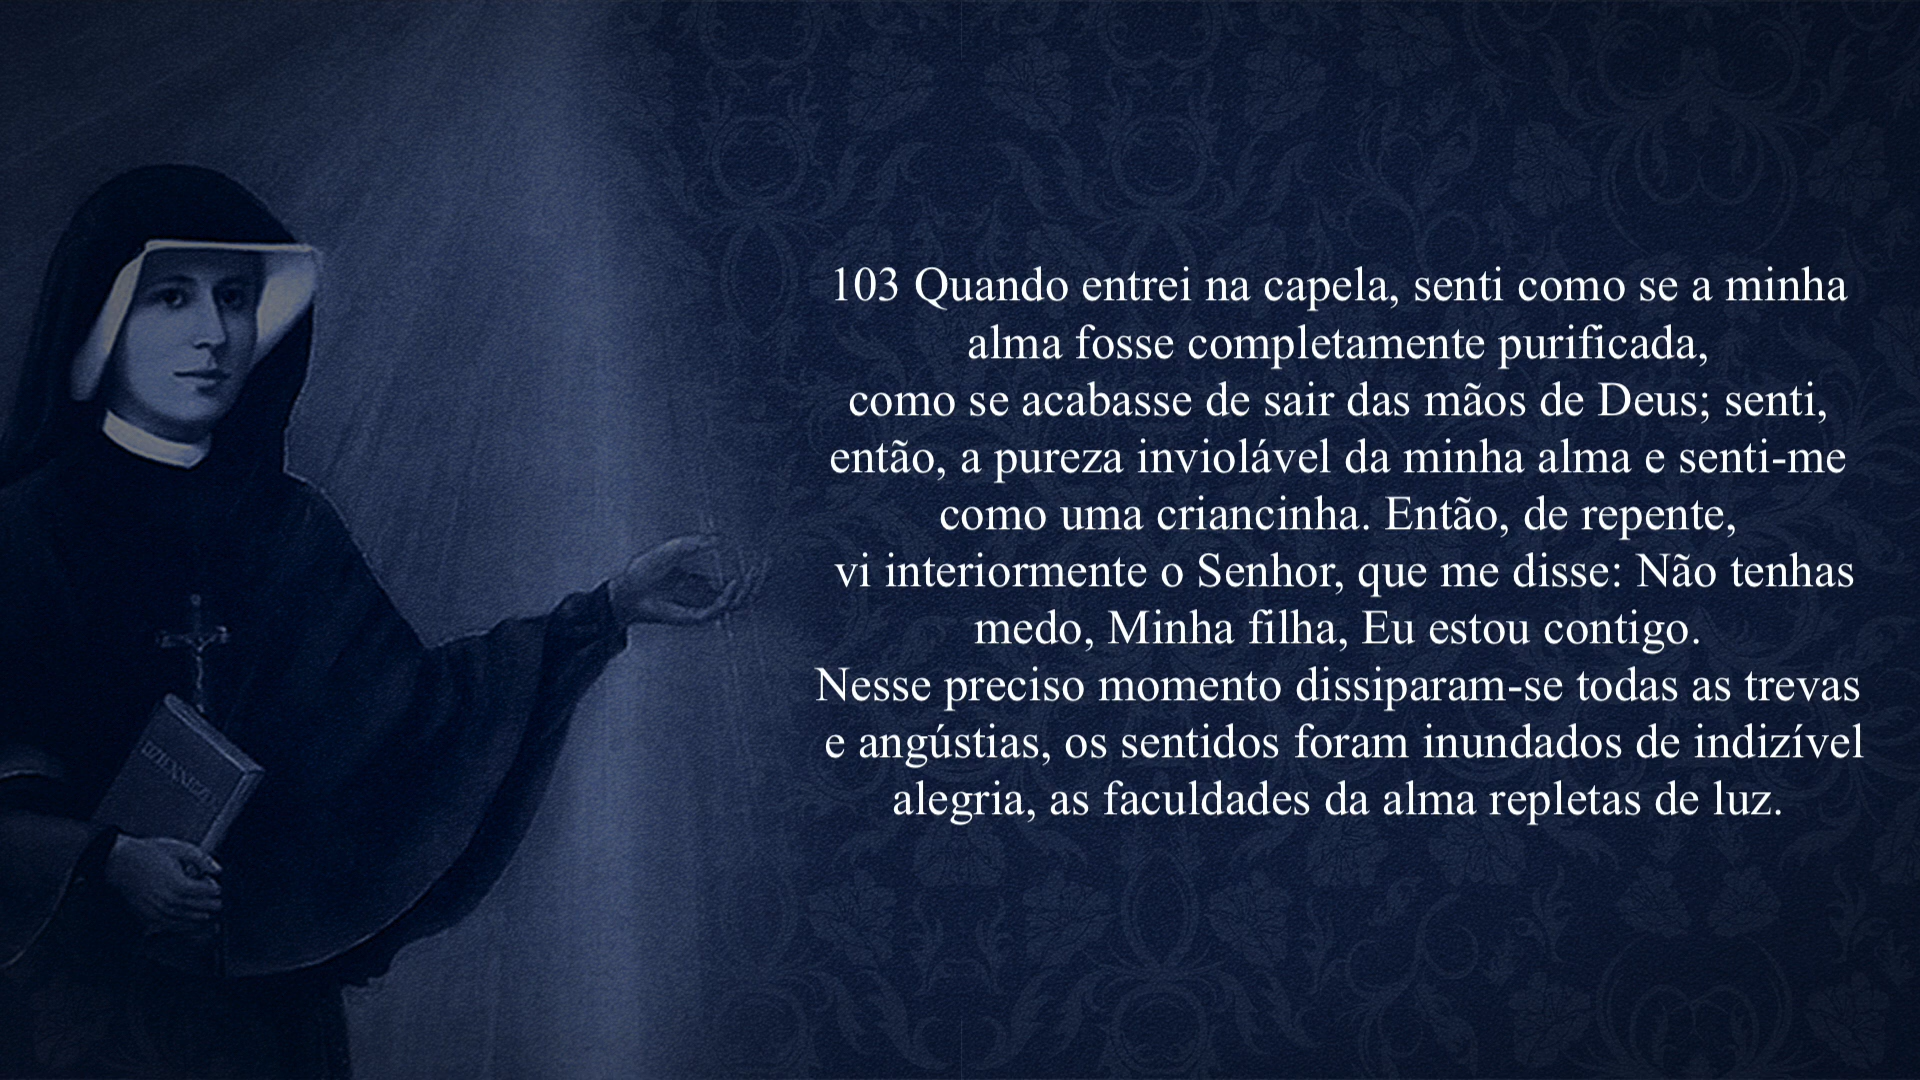 103 Quando entrei na capela, senti como se a minha
alma fosse completamente purificada,
como se acabasse de sair das mãos de Deus; senti,
então, a pureza inviolável da minha alma e senti-me
como uma criancinha. Então, de repente,
vi interiormente o Senhor, que me disse: Não tenhas
medo, Minha filha, Eu estou contigo.
Nesse preciso momento dissiparam-se todas as trevas
e angústias, os sentidos foram inundados de indizível
alegria, as faculdades da alma repletas de luz.